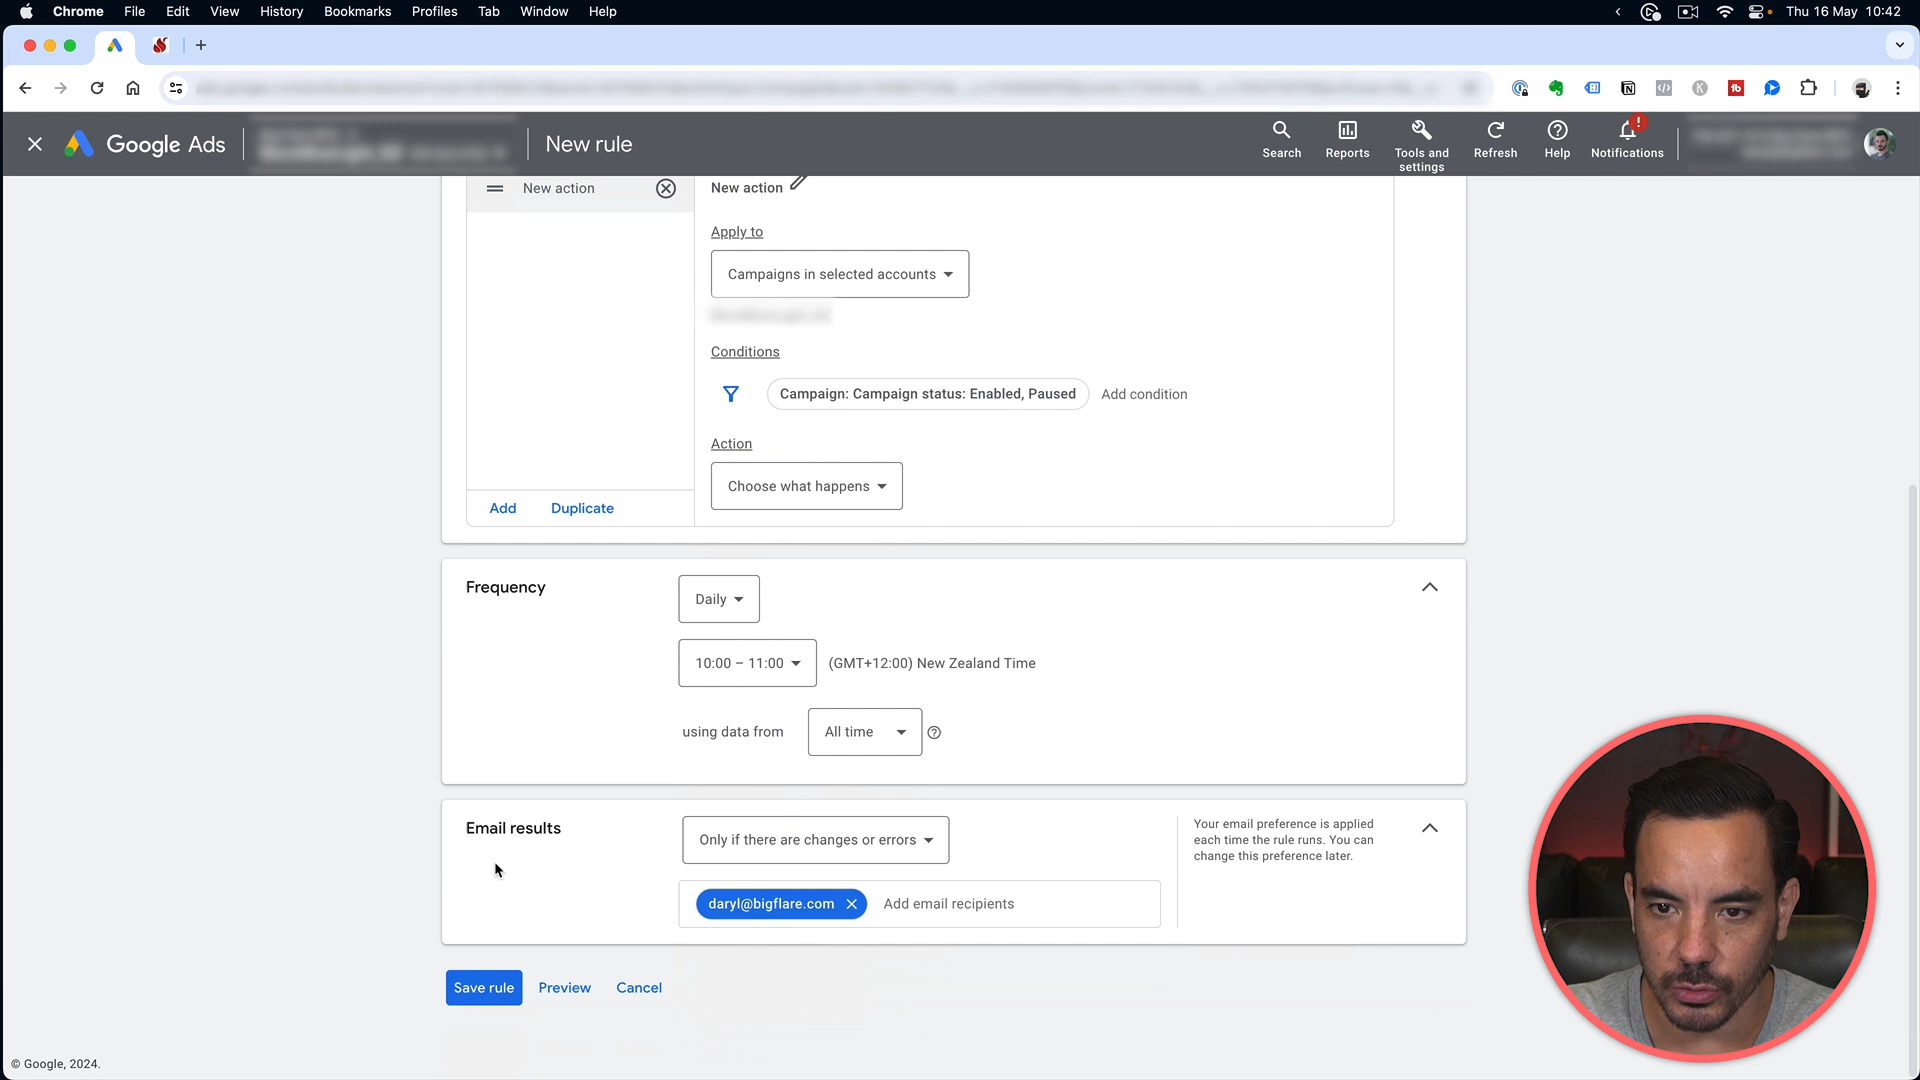 Chrome File Edit View History Bookmarks Profiles Tab Window Help Thu 16 May 10:42
Google Ads New rule
Search Reports Tools and settings Refresh Help Notifications
New action
New action
Apply to
Campaigns in selected accounts
Conditions
Campaign: Campaign status: Enabled, Paused Add condition
Action
Choose what happens
Add Duplicate
Frequency
Daily
10:00 – 11:00 (GMT+12:00) New Zealand Time
using data from All time
Email results
Only if there are changes or errors
Your email preference is applied
each time the rule runs. You can
change this preference later.
daryl@bigflare.com Add email recipients
Save rule Preview Cancel
© Google, 2024.